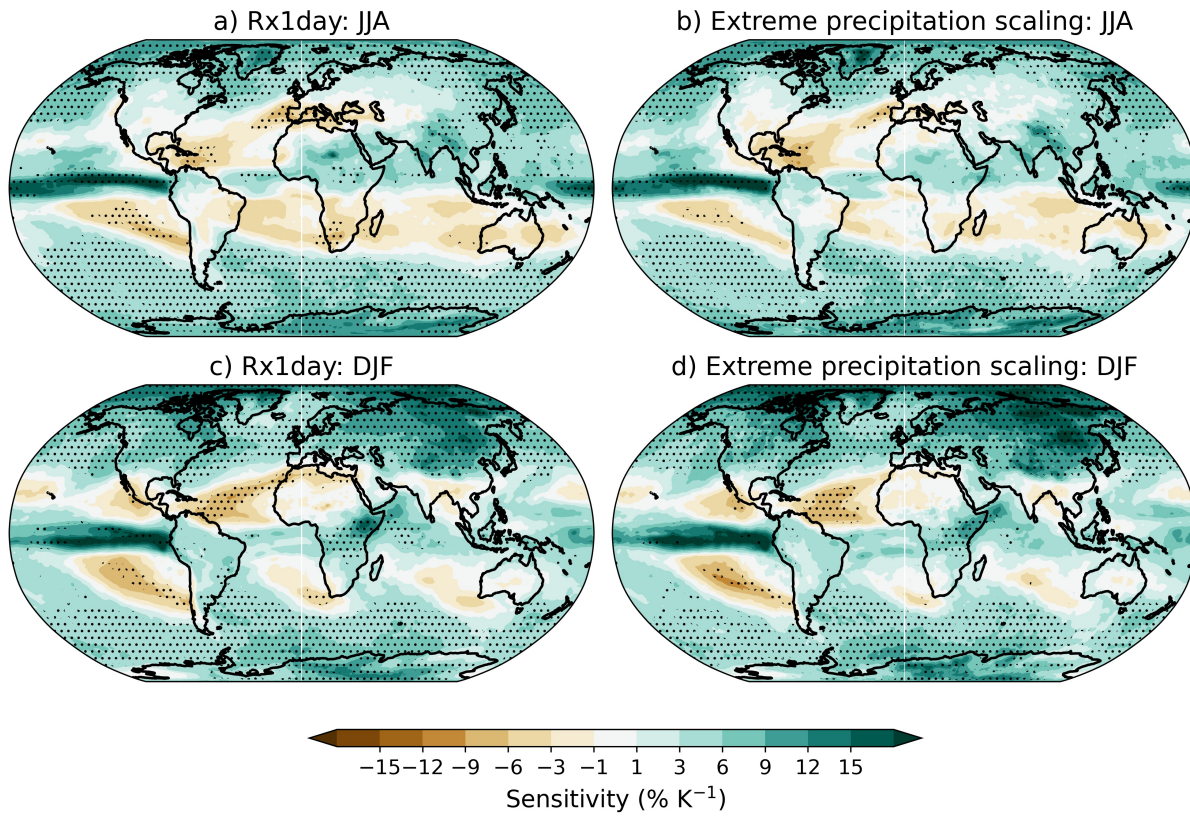 a) Rx1day: JJA
b) Extreme precipitation scaling: JJA
c) Rx1day: DJF
d) Extreme precipitation scaling: DJF
−15 −12 −9 −6 −3 −1 1 3 6 9 12 15
Sensitivity (% K⁻¹)